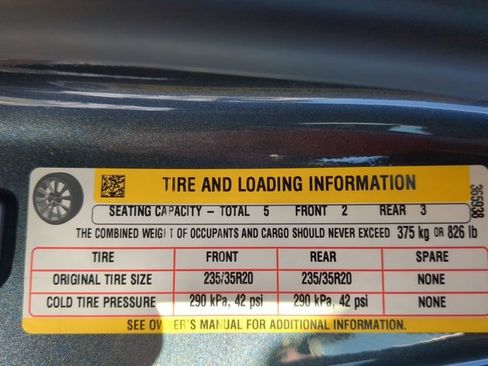 TIRE AND LOADING INFORMATION
SEATING CAPACITY – TOTAL 5 FRONT 2 REAR 3
THE COMBINED WEIGHT OF OCCUPANTS AND CARGO SHOULD NEVER EXCEED 375 kg OR 826 lb
TIRE FRONT REAR SPARE
ORIGINAL TIRE SIZE 235/35R20 235/35R20 NONE
COLD TIRE PRESSURE 290 kPa, 42 psi 290 kPa, 42 psi NONE
SEE OWNER'S MANUAL FOR ADDITIONAL INFORMATION.